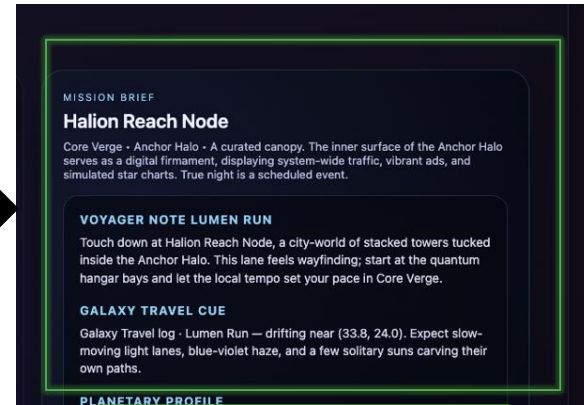 MISSION BRIEF
Halion Reach Node
Core Verge • Anchor Halo • A curated canopy. The inner surface of the Anchor Halo
serves as a digital firmament, displaying system-wide traffic, vibrant ads, and
simulated star charts. True night is a scheduled event.
VOYAGER NOTE LUMEN RUN
Touch down at Halion Reach Node, a city-world of stacked towers tucked
inside the Anchor Halo. This lane feels wayfinding; start at the quantum
hangar bays and let the local tempo set your pace in Core Verge.
GALAXY TRAVEL CUE
Galaxy Travel log · Lumen Run — drifting near (33.8, 24.0). Expect slow-
moving light lanes, blue-violet haze, and a few solitary suns carving their
own paths.
PLANETARY PROFILE